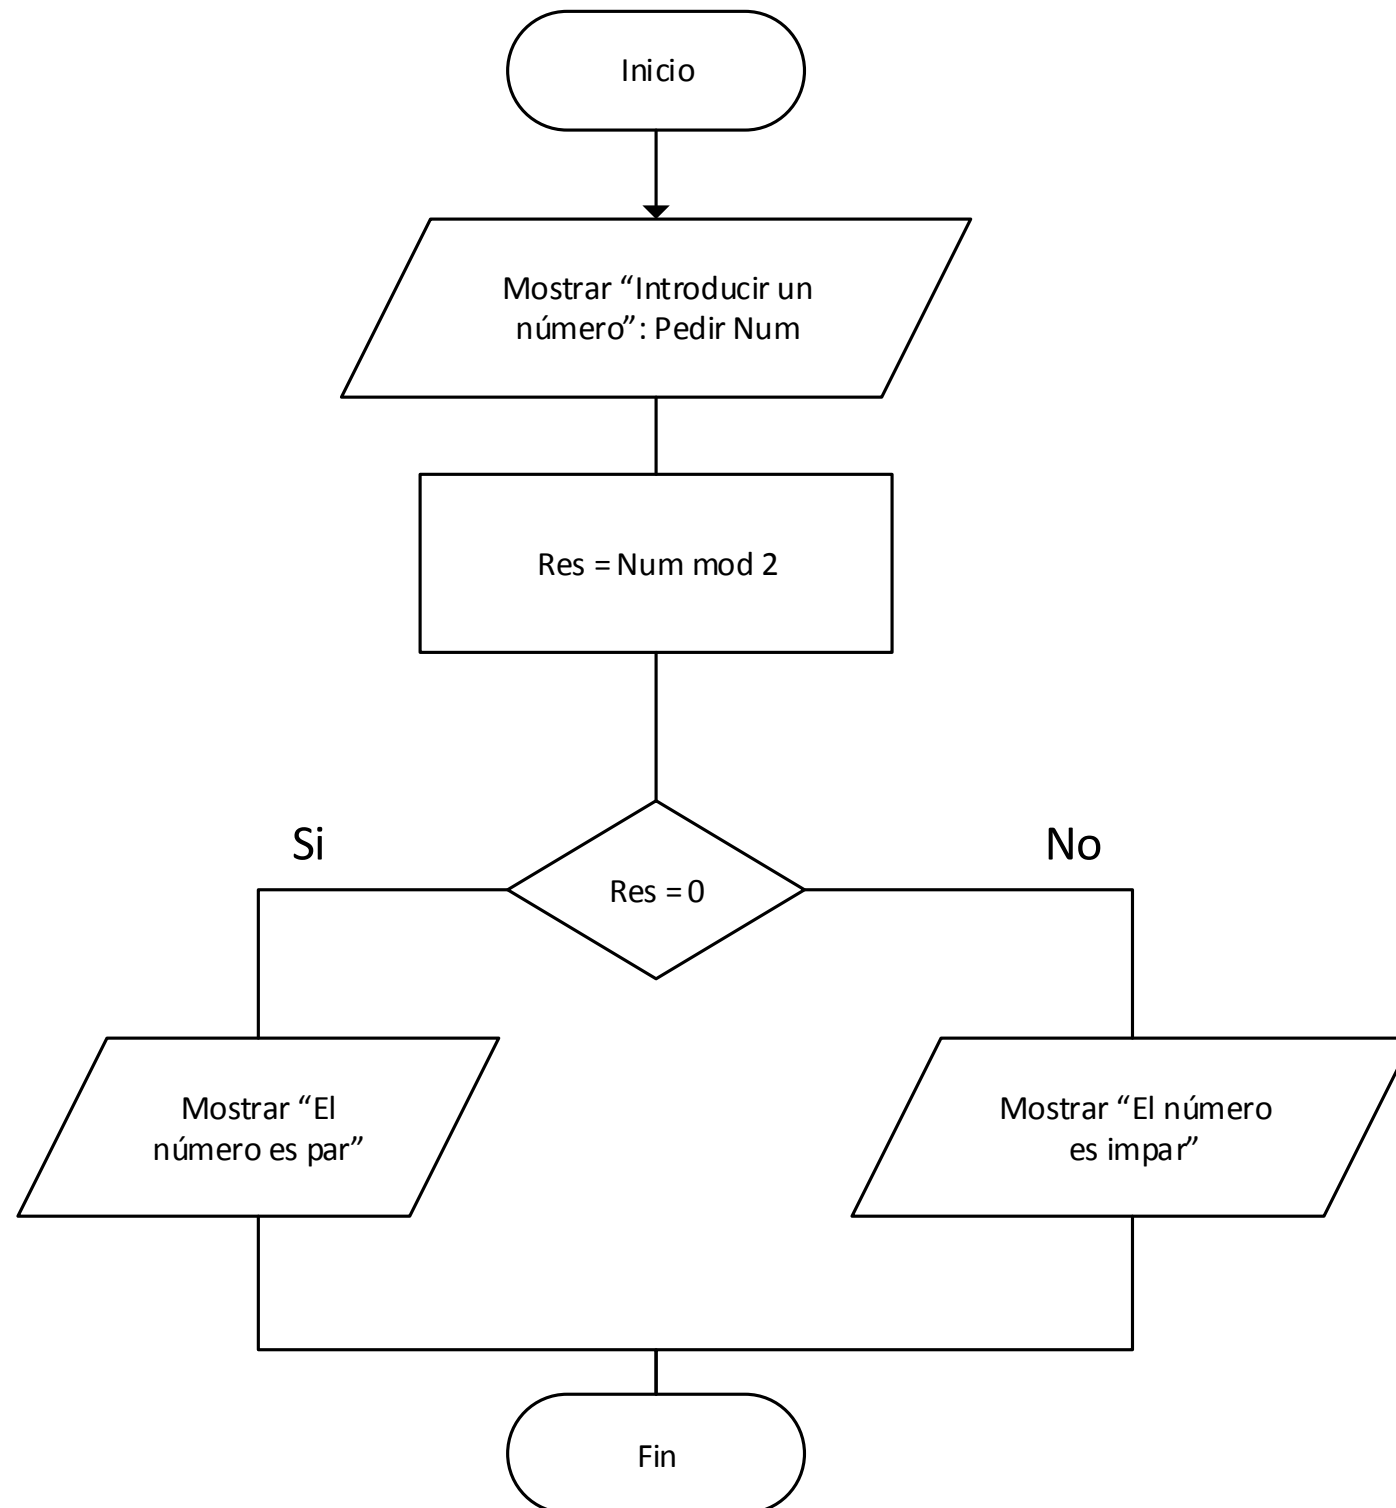 Inicio
Mostrar “Introducir un
número”: Pedir Num
Res = Num mod 2
Si
No
Res = 0
Mostrar “El
número es par”
Mostrar “El número
es impar”
Fin